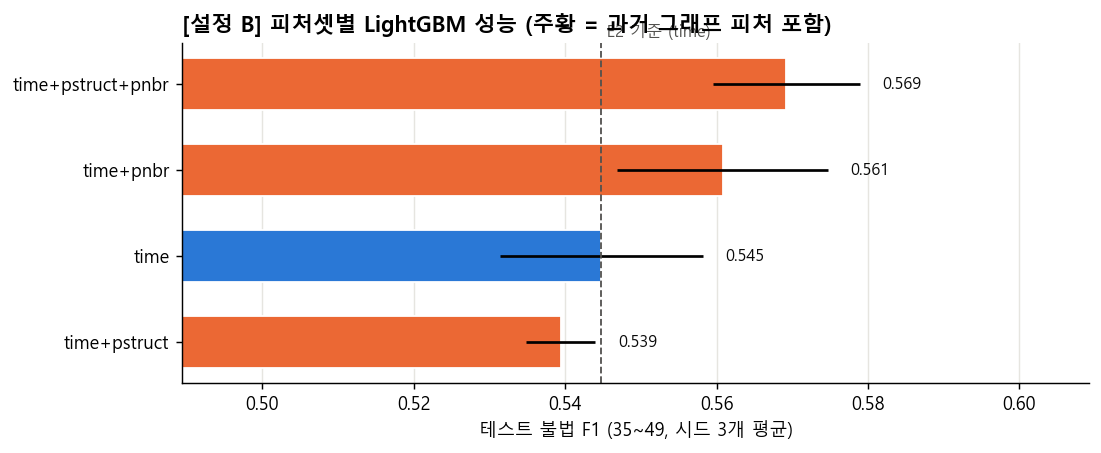 [설정 B] 피처셋별 LightGBM 성능 (주황 = 과거 그래프 피처 포함)
E2 기준 (time)
time+pstruct+pnbr
0.569
time+pnbr
0.561
time
0.545
time+pstruct
0.539
0.50 0.52 0.54 0.56 0.58 0.60
테스트 불법 F1 (35~49, 시드 3개 평균)